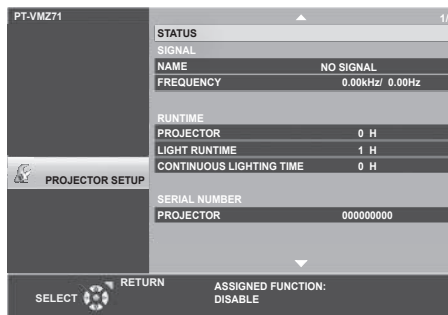 PT-VMZ71
1/
STATUS
SIGNAL
NAME NO SIGNAL
FREQUENCY 0.00kHz/ 0.00Hz
RUNTIME
PROJECTOR 0 H
LIGHT RUNTIME 1 H
CONTINUOUS LIGHTING TIME 0 H
PROJECTOR SETUP
SERIAL NUMBER
PROJECTOR 000000000
RETURN
SELECT
ASSIGNED FUNCTION:
DISABLE